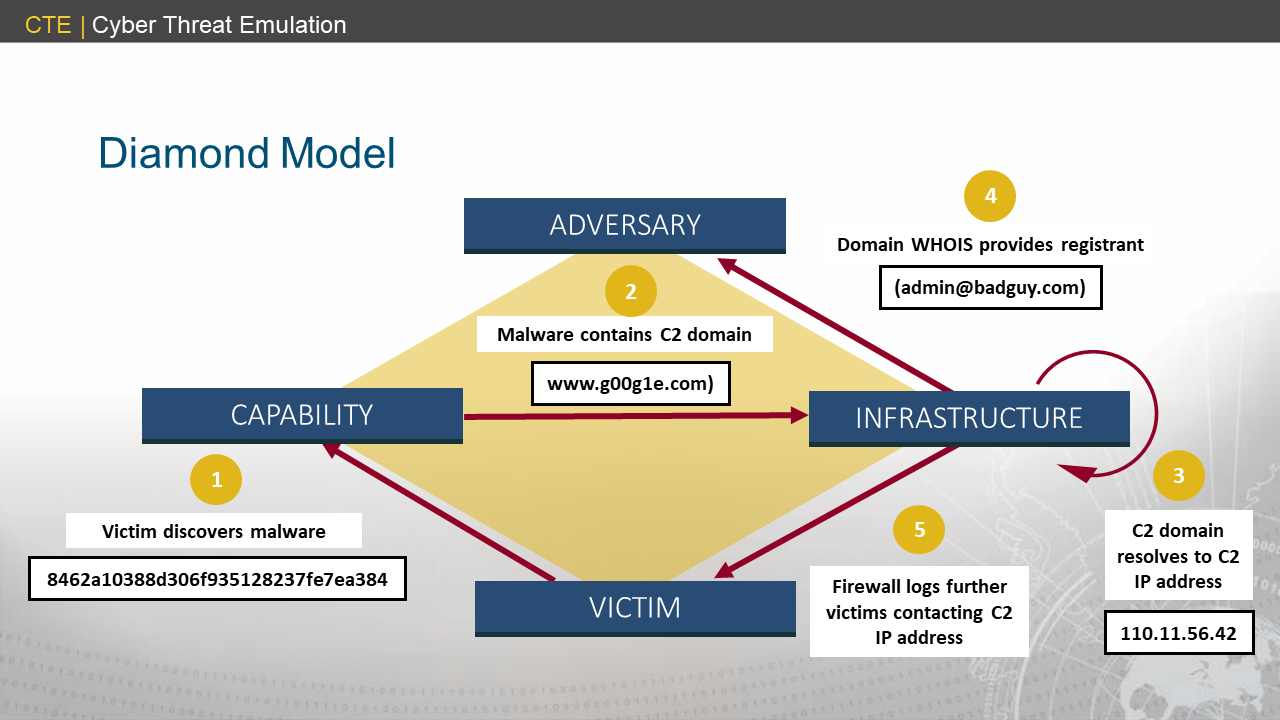 CTE | Cyber Threat Emulation
Diamond Model
ADVERSARY
4
Domain WHOIS provides registrant
(admin@badguy.com)
2
Malware contains C2 domain
www.g00g1e.com)
CAPABILITY
INFRASTRUCTURE
1
Victim discovers malware
8462a10388d306f935128237fe7ea384
3
C2 domain
resolves to C2
IP address
110.11.56.42
5
Firewall logs further
victims contacting C2
IP address
VICTIM